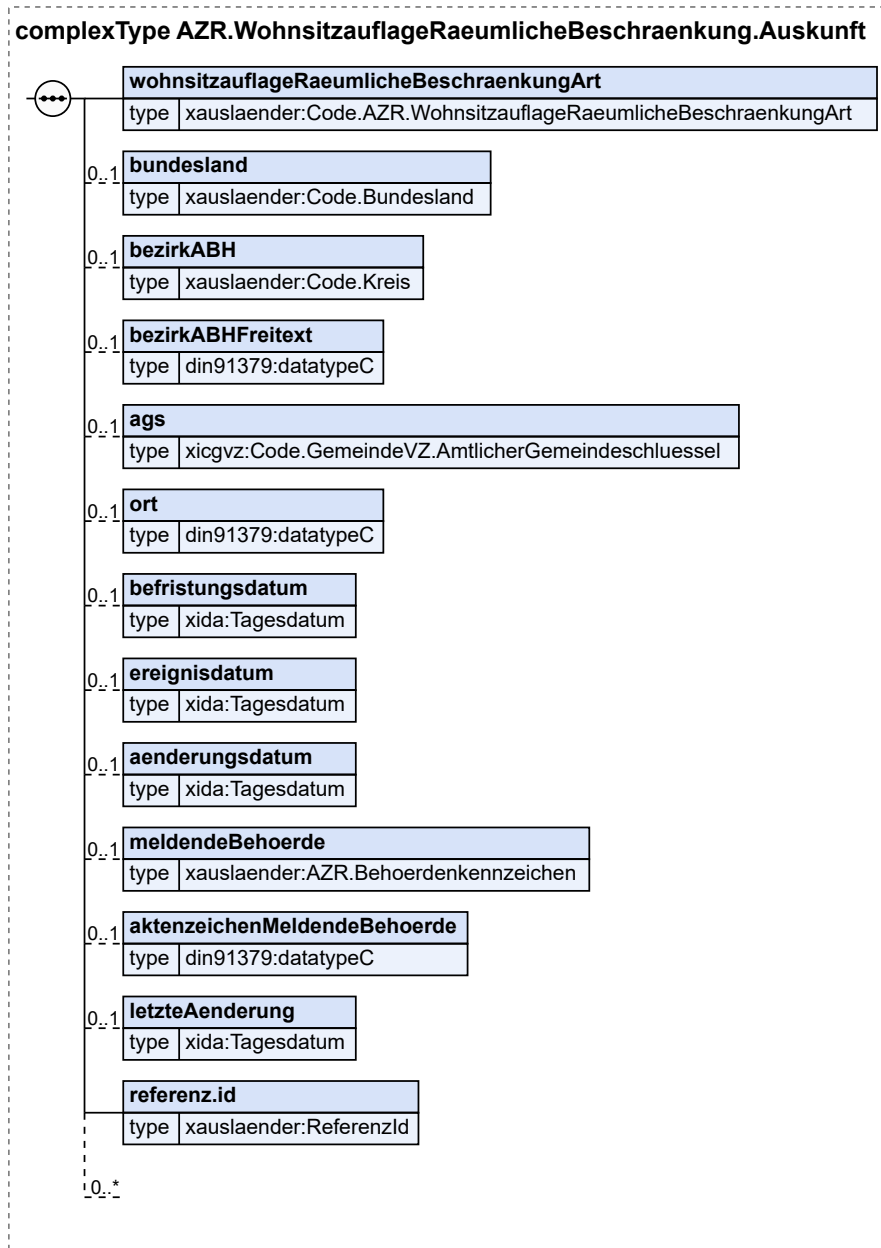 complexType AZR.WohnsitzauflageRaeumlicheBeschraenkung.Auskunft
wohnsitzauflageRaeumlicheBeschraenkungArt
type xauslaender:Code.AZR.WohnsitzauflageRaeumlicheBeschraenkungArt
0..1 bundesland
type xauslaender:Code.Bundesland
0..1 bezirkABH
type xauslaender:Code.Kreis
0..1 bezirkABHFreitext
type din91379:datatypeC
0..1 ags
type xicgvz:Code.GemeindeVZ.AmtlicherGemeindeschluessel
0..1 ort
type din91379:datatypeC
0..1 befristungsdatum
type xida:Tagesdatum
0..1 ereignisdatum
type xida:Tagesdatum
0..1 aenderungsdatum
type xida:Tagesdatum
0..1 meldendeBehoerde
type xauslaender:AZR.Behoerdenkennzeichen
0..1 aktenzeichenMeldendeBehoerde
type din91379:datatypeC
0..1 letzteAenderung
type xida:Tagesdatum
referenz.id
type xauslaender:ReferenzId
0..*